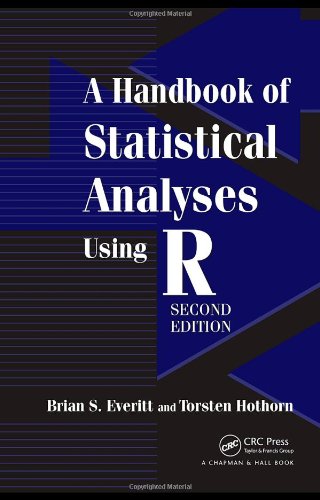 A Handbook of
Statistical
Analyses
Using R
SECOND
EDITION
Brian S. Everitt and Torsten Hothorn
CRC
CRC Press
Taylor & Francis Group
A CHAPMAN & HALL BOOK